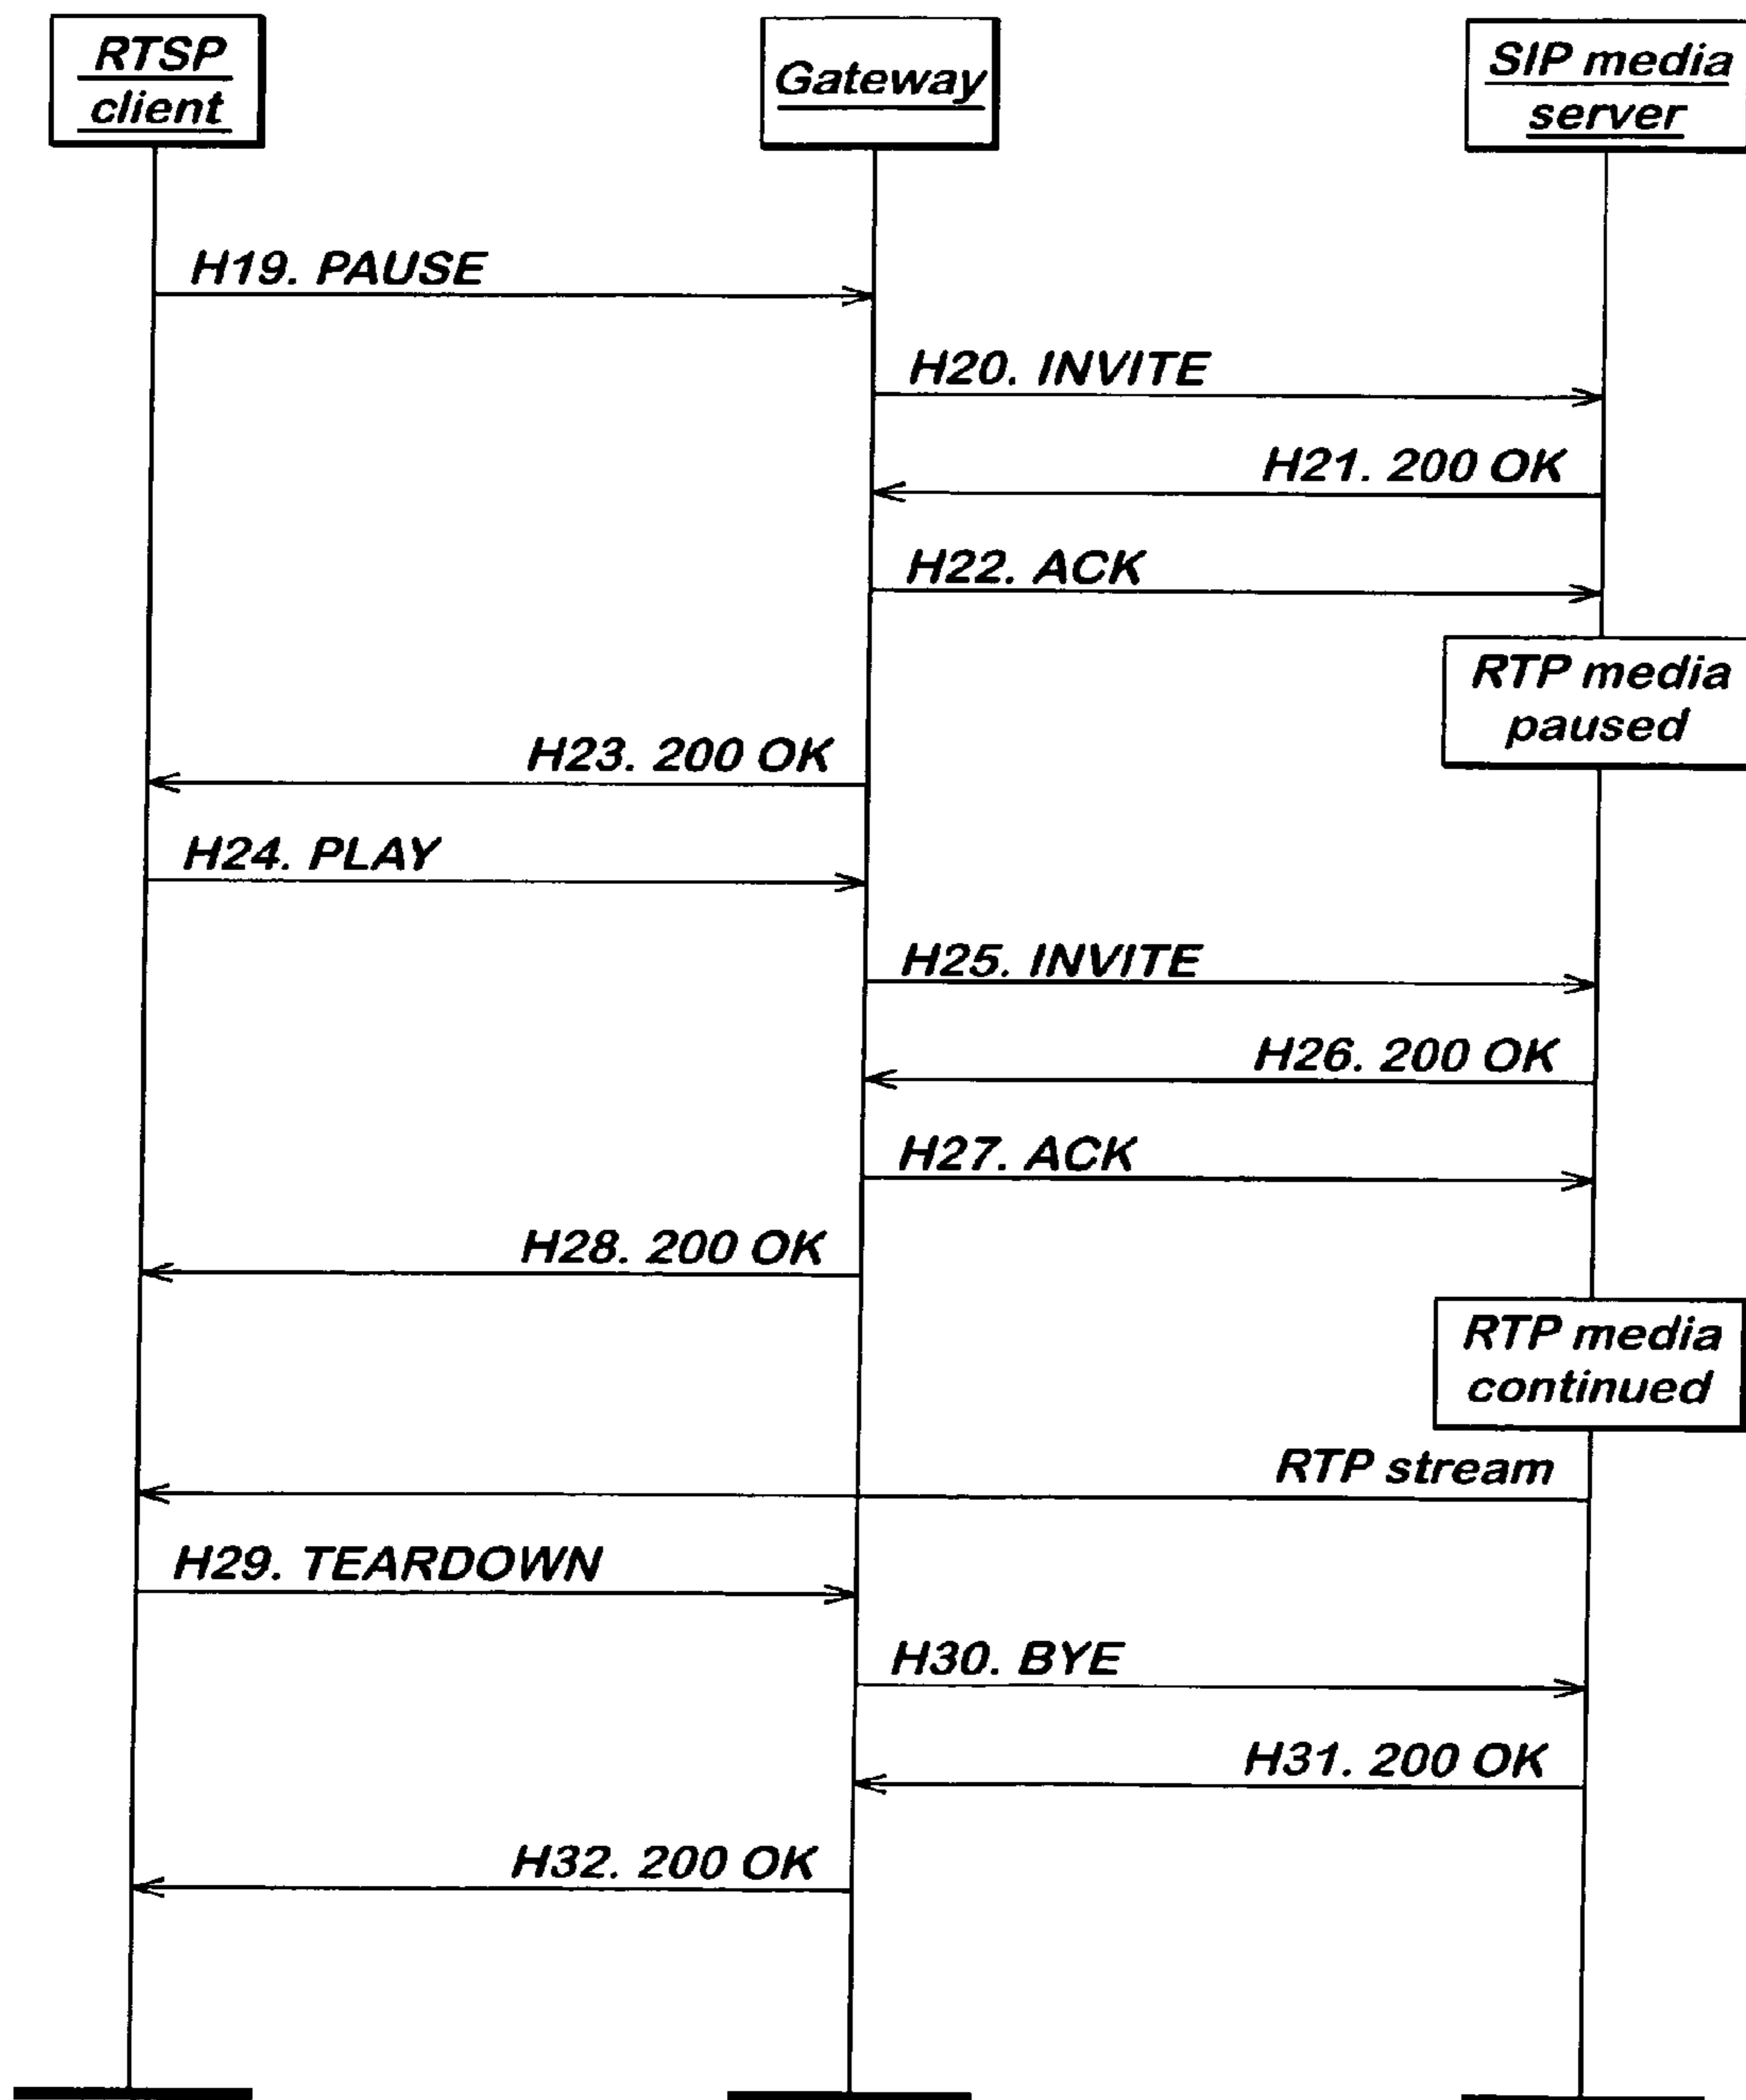 RTSP
client
Gateway
SIP media
server
H19. PAUSE
H20. INVITE
H21. 200 OK
H22. ACK
RTP media
paused
H23. 200 OK
H24. PLAY
H25. INVITE
H26. 200 OK
H27. ACK
H28. 200 OK
RTP media
continued
RTP stream
H29. TEARDOWN
H30. BYE
H31. 200 OK
H32. 200 OK